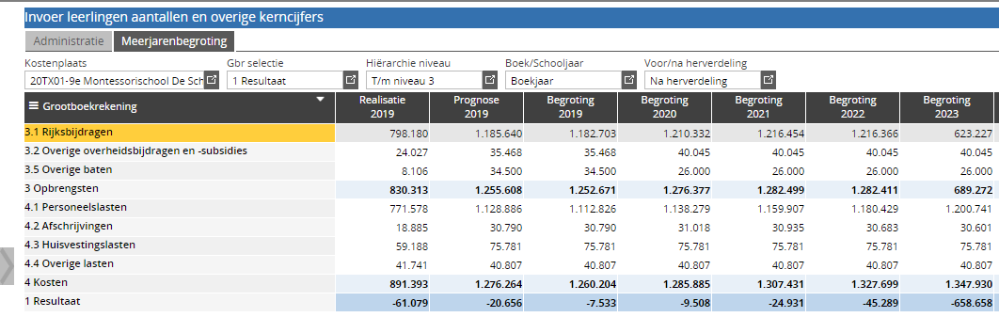 Invoer leerlingen aantallen en overige kerncijfers
Administratie Meerjarenbegroting
Kostenplaats Gbr selectie Hiërarchie niveau Boek/Schooljaar Voor/na herverdeling
20TX01-9e Montessorischool De Sch 1 Resultaat T/m niveau 3 Boekjaar Na herverdeling
Grootboekrekening Realisatie 2019 Prognose 2019 Begroting 2019 Begroting 2020 Begroting 2021 Begroting 2022 Begroting 2023
3.1 Rijksbijdragen 798.180 1.185.640 1.182.703 1.210.332 1.216.454 1.216.366 623.227
3.2 Overige overheidsbijdragen en -subsidies 24.027 35.468 35.468 40.045 40.045 40.045 40.045
3.5 Overige baten 8.106 34.500 34.500 26.000 26.000 26.000 26.000
3 Opbrengsten 830.313 1.255.608 1.252.671 1.276.377 1.282.499 1.282.411 689.272
4.1 Personeelslasten 771.578 1.128.886 1.112.826 1.138.279 1.159.907 1.180.429 1.200.741
4.2 Afschrijvingen 18.885 30.790 30.790 31.018 30.935 30.683 30.601
4.3 Huisvestingslasten 59.188 75.781 75.781 75.781 75.781 75.781 75.781
4.4 Overige lasten 41.741 40.807 40.807 40.807 40.807 40.807 40.807
4 Kosten 891.393 1.276.264 1.260.204 1.285.885 1.307.431 1.327.699 1.347.930
1 Resultaat -61.079 -20.656 -7.533 -9.508 -24.931 -45.289 -658.658